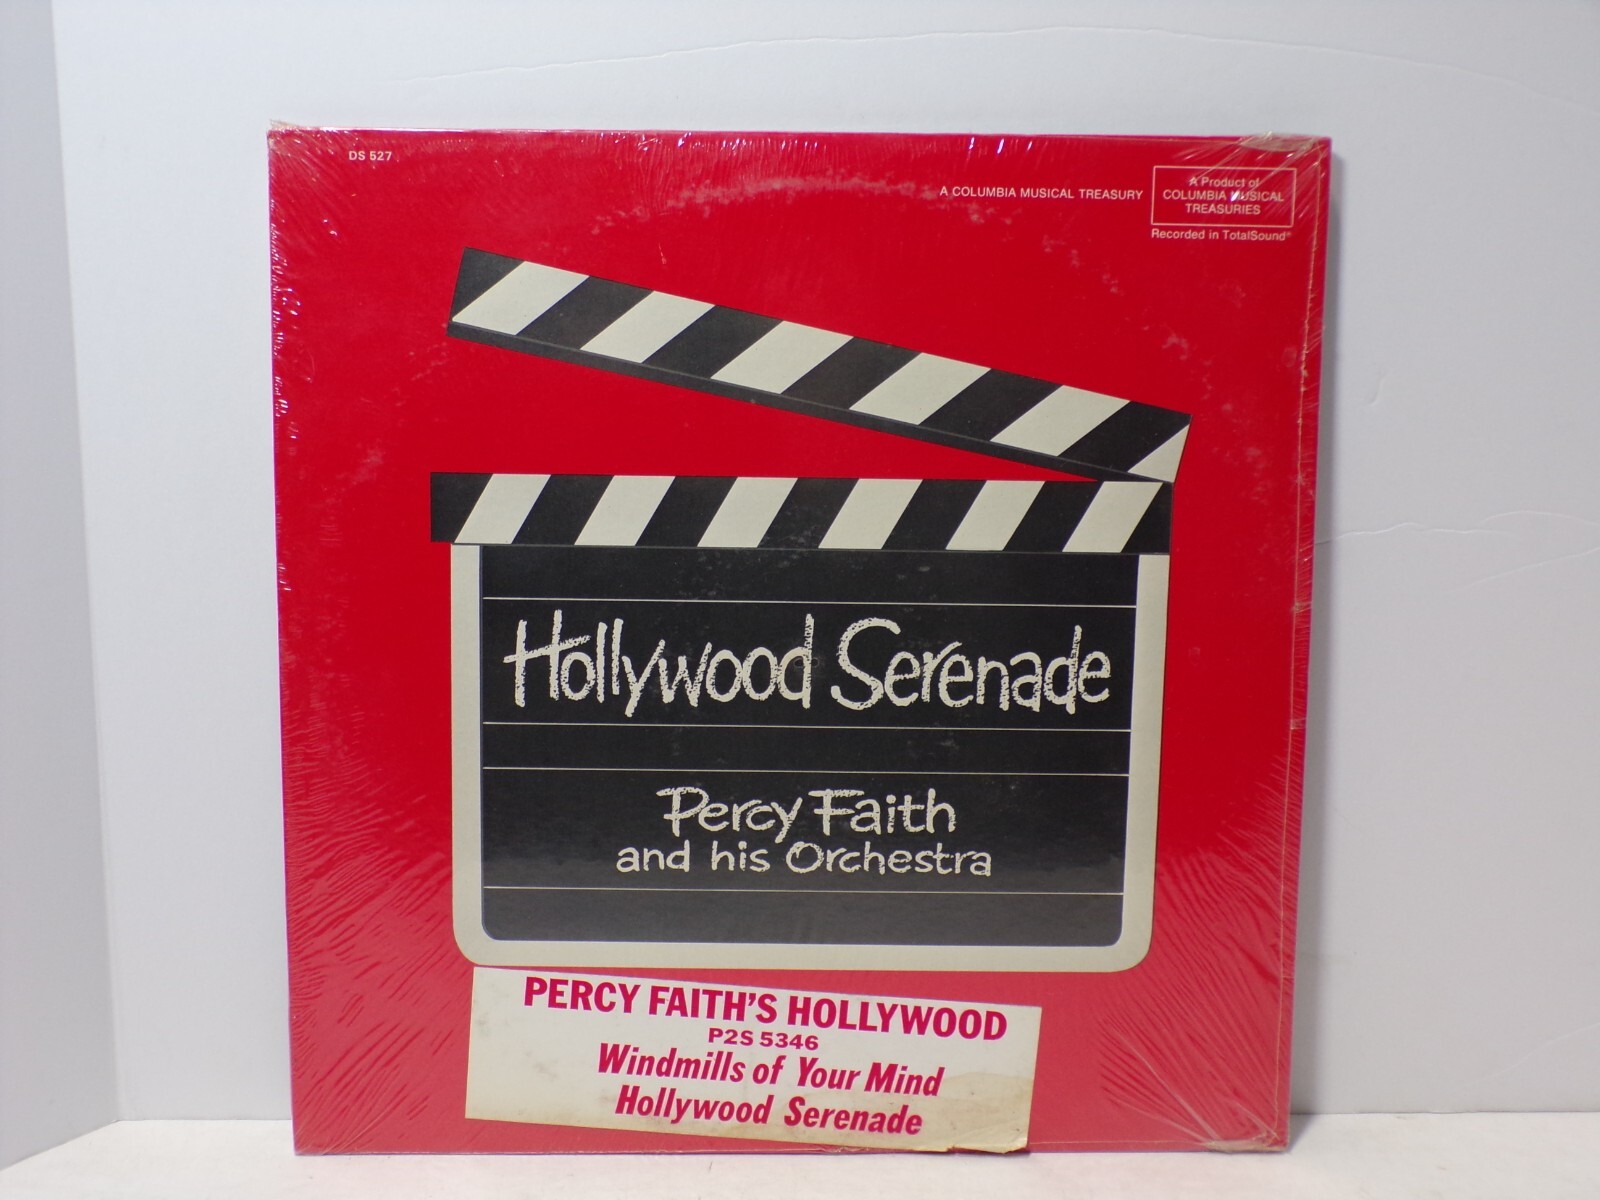 DS 527
A COLUMBIA MUSICAL TREASURY
A Product of
COLUMBIA MUSICAL
TREASURIES
Recorded in TotalSound®
Hollywood Serenade
Percy Faith
and his Orchestra
PERCY FAITH'S HOLLYWOOD
P2S 5346
Windmills of Your Mind
Hollywood Serenade